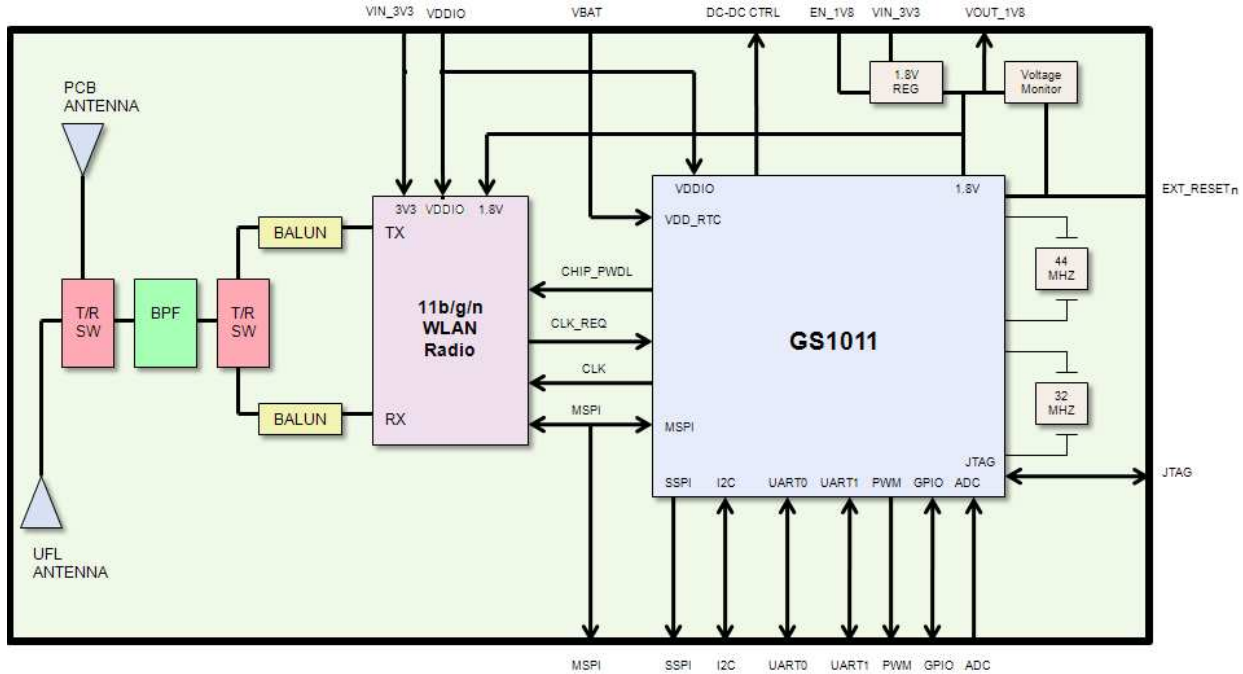 VIN_3V3 VDDIO VBAT DC-DC CTRL EN_1V8 VIN_3V3 VOUT_1V8
PCB
ANTENNA
1.8V
REG
Voltage
Monitor
VDDIO
1.8V
EXT_RESETn
3V3 VDDIO 1.8V
VDD_RTC
BALUN
TX
44
MHZ
CHIP_PWDL
T/R
SW
BPF
T/R
SW
11b/g/n
WLAN
Radio
CLK_REQ
GS1011
CLK
32
MHZ
BALUN
RX
MSPI
MSPI
JTAG
JTAG
SSPI I2C UART0 UART1 PWM GPIO ADC
UFL
ANTENNA
MSPI SSPI I2C UART0 UART1 PWM GPIO ADC